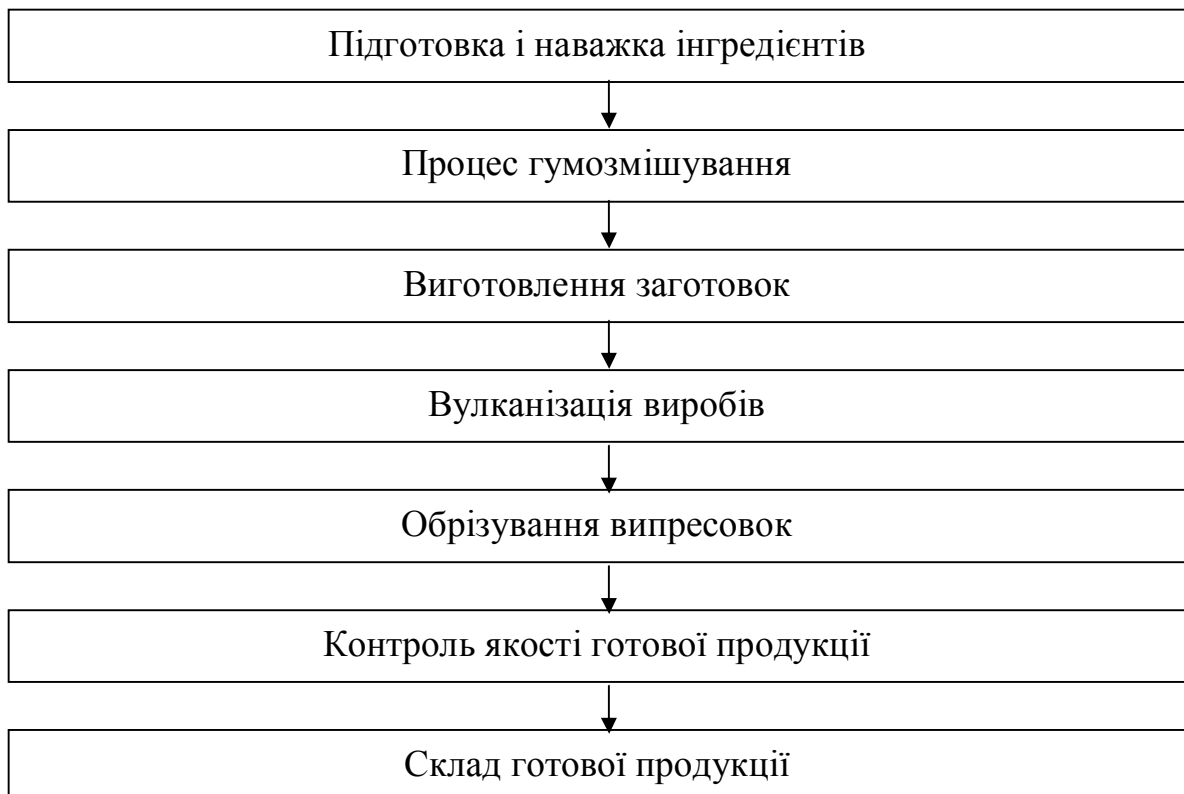 Підготовка і наважка інгредієнтів
Процес гумозмішування
Виготовлення заготовок
Вулканізація виробів
Обрізування випресовок
Контроль якості готової продукції
Склад готової продукції